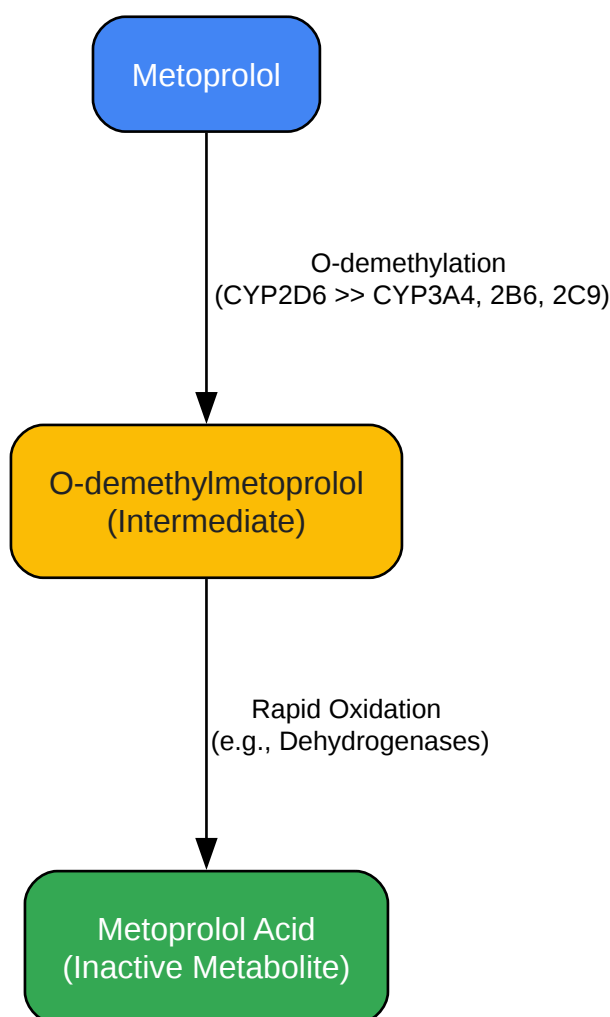 Metoprolol
O-demethylation
(CYP2D6 >> CYP3A4, 2B6, 2C9)
O-demethylmetoprolol
(Intermediate)
Rapid Oxidation
(e.g., Dehydrogenases)
Metoprolol Acid
(Inactive Metabolite)